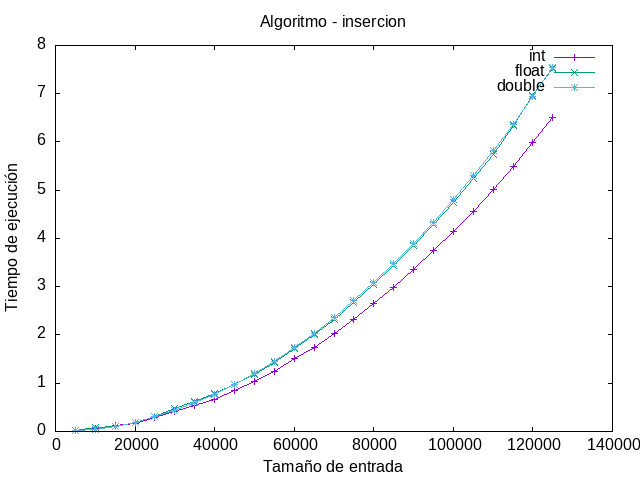 Algoritmo - insercion
int
float
double
Tiempo de ejecución
8
7
6
5
4
3
2
1
0
0 20000 40000 60000 80000 100000 120000 140000
Tamaño de entrada